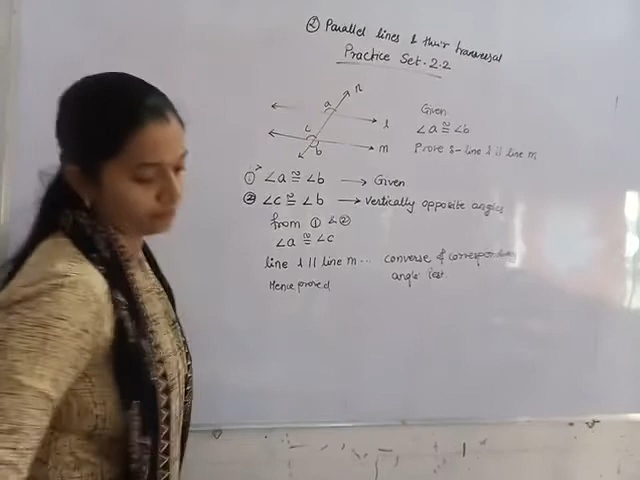 ② Parallel lines & their transversal
Practice Set-2.2
n
a
l
c
m
b
Given
∠a ≅ ∠b
Prove :- line l || line m
① ∠a ≅ ∠b → Given
② ∠c ≅ ∠b → vertically opposite angles
from ① & ②
∠a ≅ ∠c
line l || line m ... converse of corresponding
angle test
Hence proved